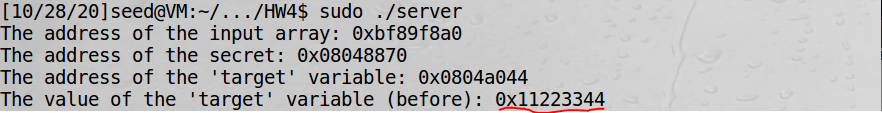 [10/28/20]seed@VM:~/.../HW4$ sudo ./server
The address of the input array: 0xbf89f8a0
The address of the secret: 0x08048870
The address of the 'target' variable: 0x0804a044
The value of the 'target' variable (before): 0x11223344